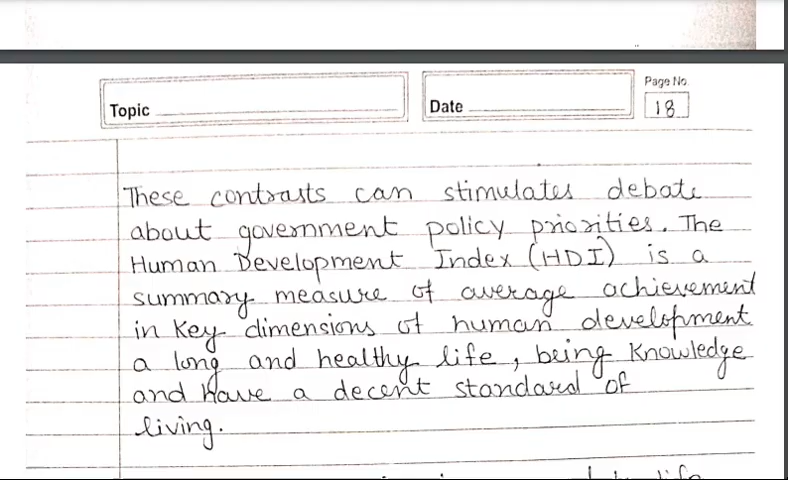 Page No.
Topic
Date
18
These contrasts can stimulates debate
about government policy priorities. The
Human Development Index (HDI) is a
summary measure of average achievement
in Key dimensions of human development
a long and healthy life, being Knowledge
and have a decent standard of
living.